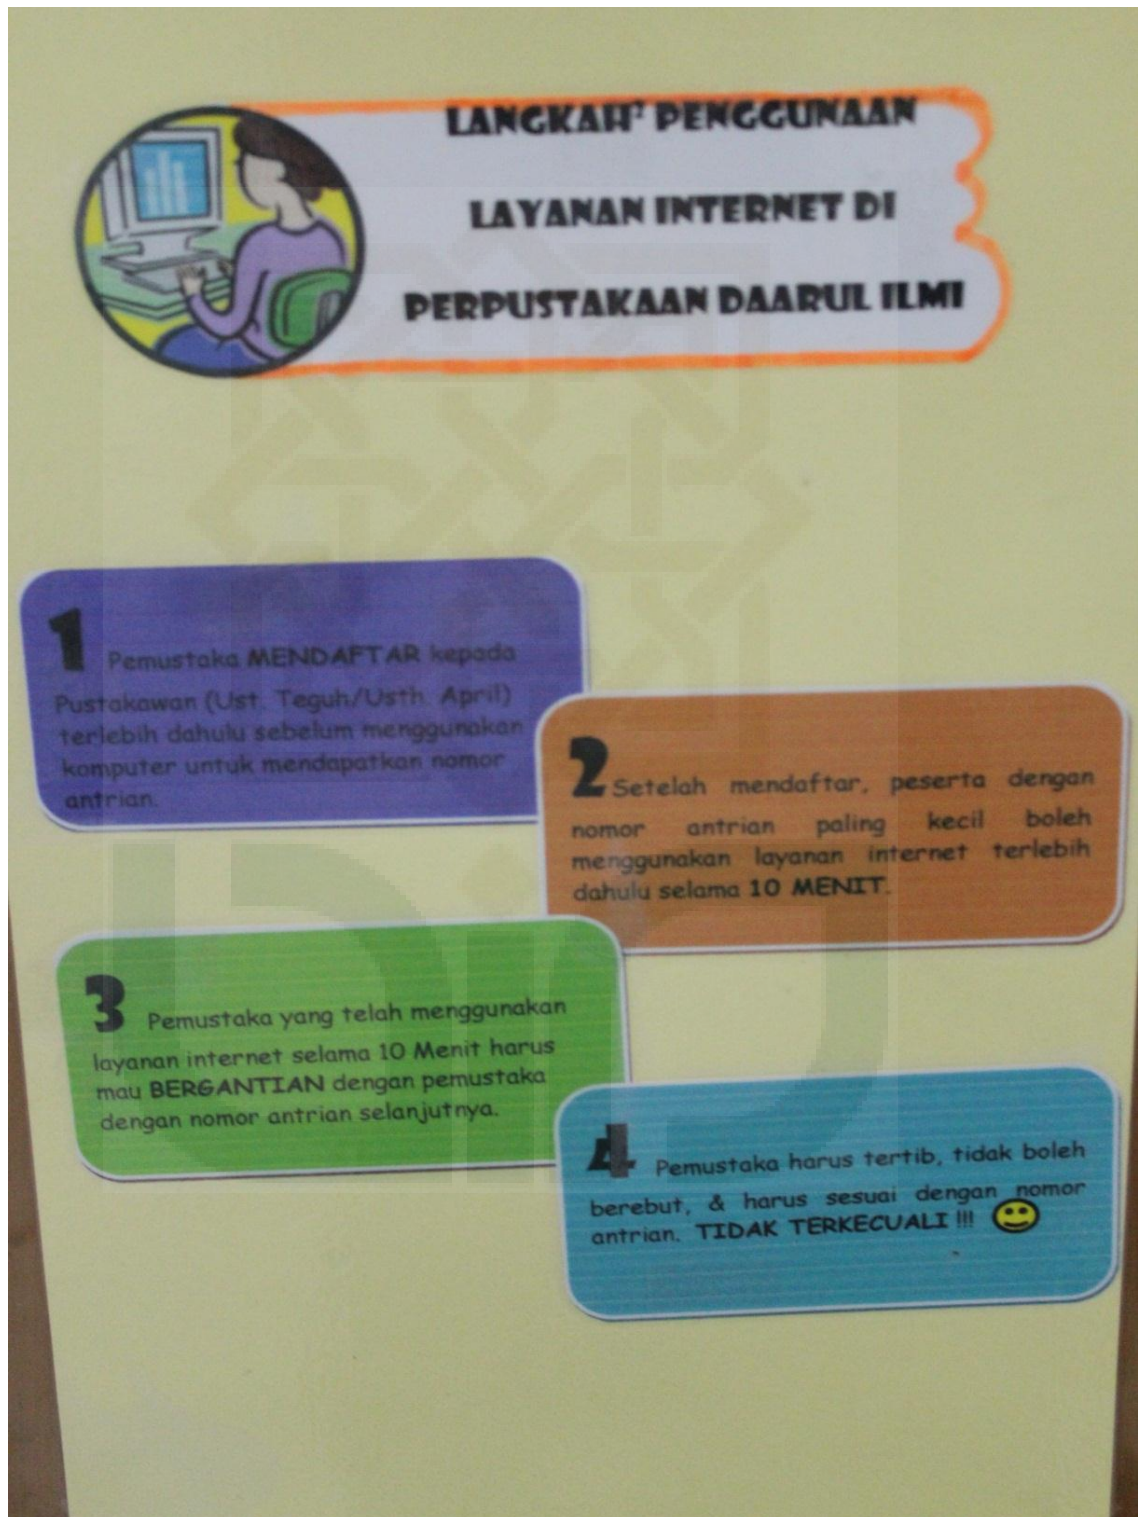 LANGKAH² PENGGUNAAN
LAYANAN INTERNET DI
PERPUSTAKAAN DAARUL ILMI
1 Pemustaka MENDAFTAR kepada
Pustakawan (Ust. Teguh/Usth. April)
terlebih dahulu sebelum menggunakan
komputer untuk mendapatkan nomor
antrian.
2 Setelah mendaftar, peserta dengan
nomor antrian paling kecil boleh
menggunakan layanan internet terlebih
dahulu selama 10 MENIT.
3 Pemustaka yang telah menggunakan
layanan internet selama 10 Menit harus
mau BERGANTIAN dengan pemustaka
dengan nomor antrian selanjutnya.
4 Pemustaka harus tertib, tidak boleh
berebut, & harus sesuai dengan nomor
antrian. TIDAK TERKECUALI !!!